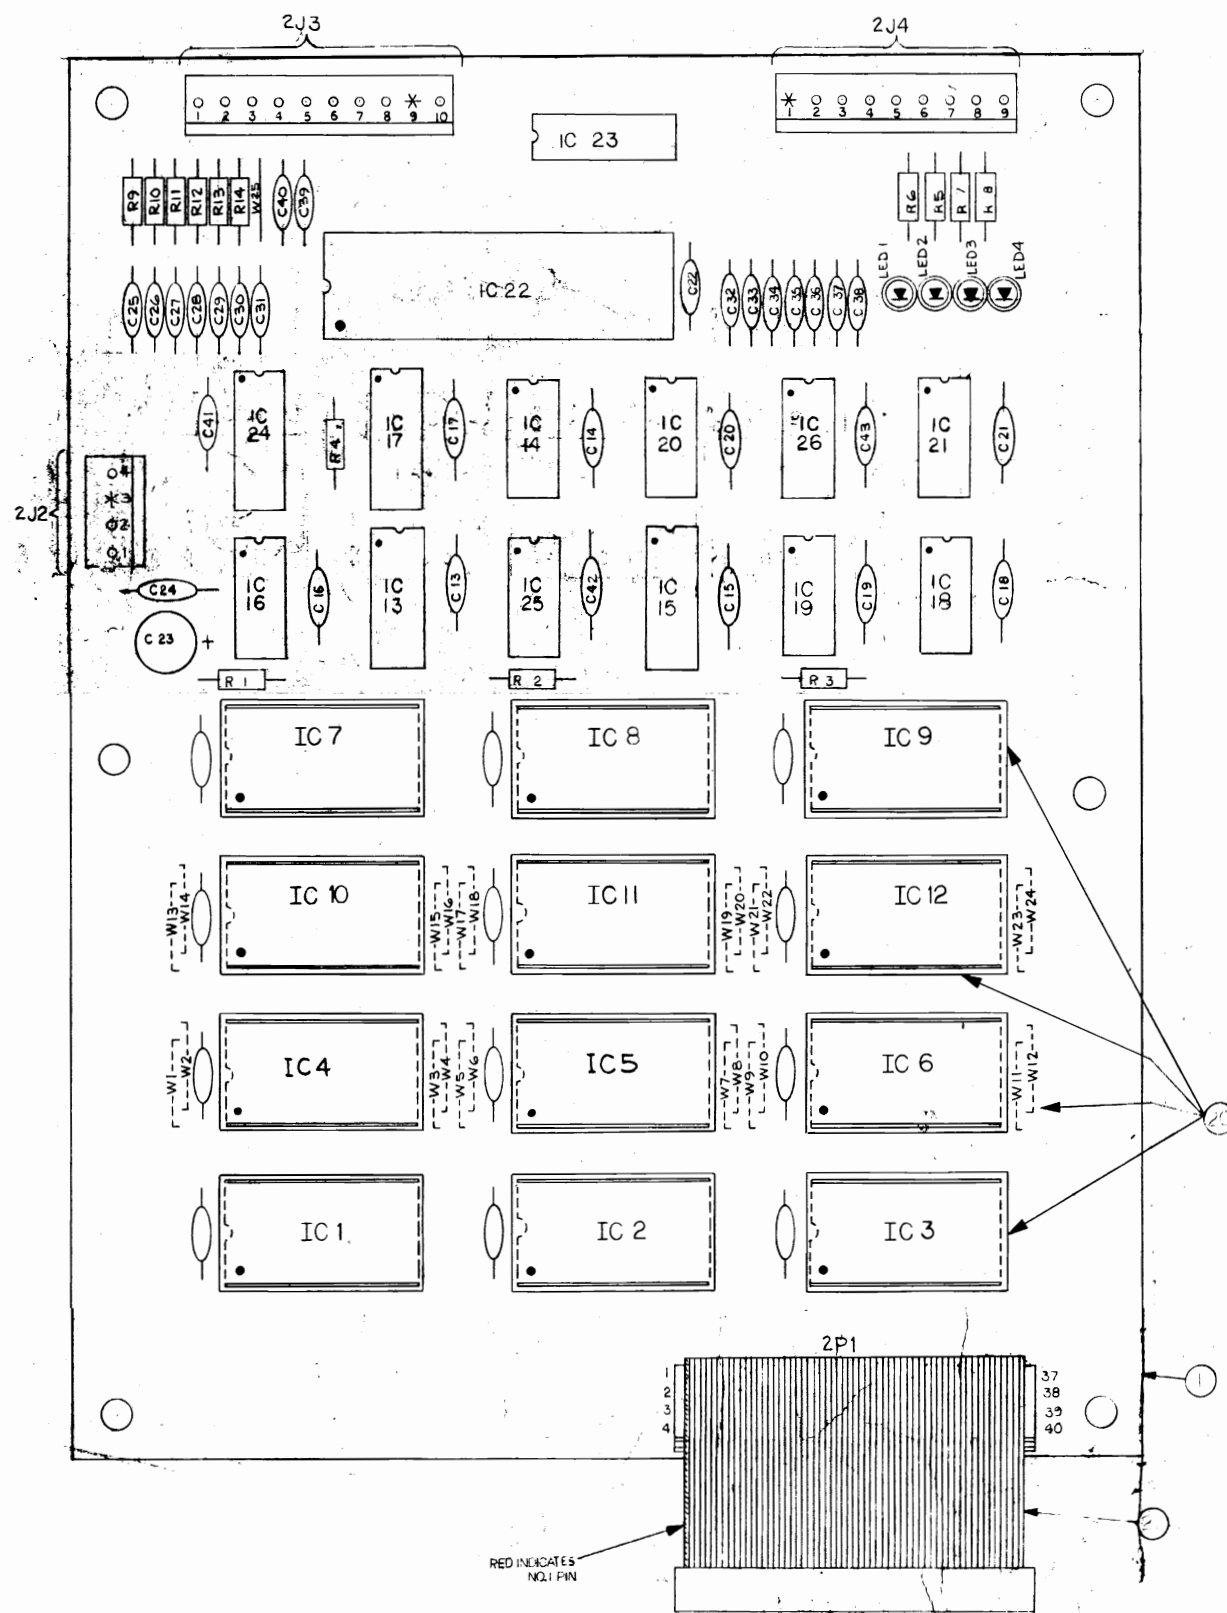 2J3
2J4
1 2 3 4 5 6 7 8 9 10
1 2 3 4 5 6 7 8 9
IC 23
R9 R10 R11 R12 R13 R14 W25 C40 C39
R6 R5 R7 R8
LED1 LED2 LED3 LED4
IC 22
C22
C25 C26 C27 C28 C29 C30 C31
C32 C33 C34 C35 C36 C37 C38
C41
IC
24
R4
IC
17
C17
IC
14
C14
IC
20
C20
IC
26
C43
IC
21
C21
2J2
4
3
2
1
C24
C 23 +
IC
16
C16
IC
13
C13
IC
25
C42
IC
15
C15
IC
19
C19
IC
18
C18
R 1
R 2
R 3
IC 7
IC 8
IC 9
W13 W14
IC 10
W15 W16 W17 W18
IC 11
W19 W20 W21 W22
IC 12
W23 W24
W1 W2
IC 4
W3 W4 W5 W6
IC 5
W7 W8 W9 W10
IC 6
W11 W12
IC 1
IC 2
IC 3
2P1
1
2
3
4
37
38
39
40
1
RED INDICATES
NO.1 PIN